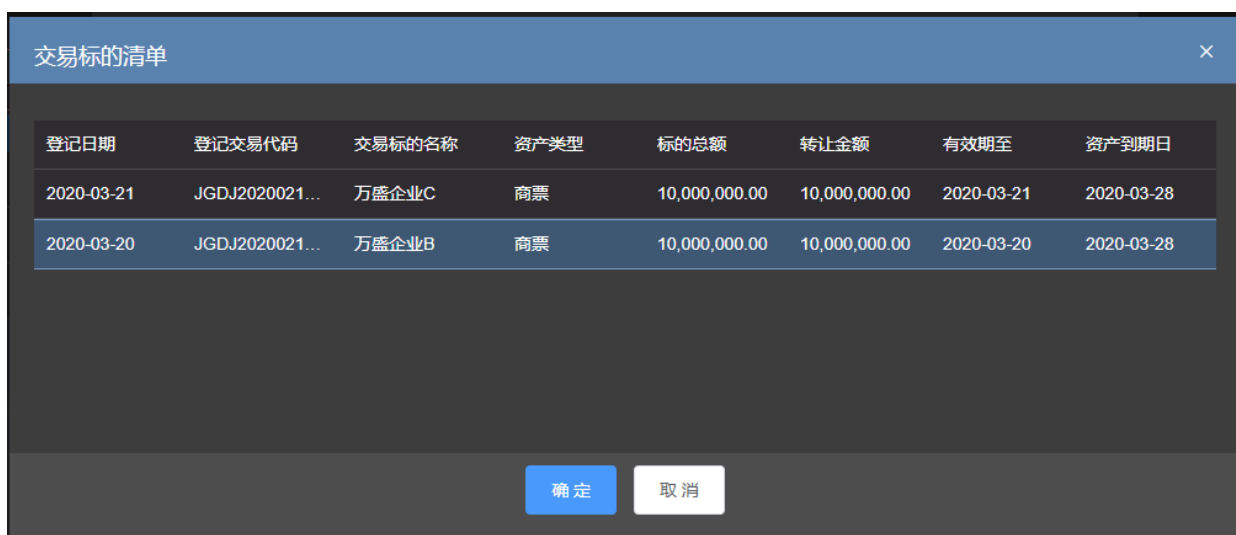 交易标的清单
登记日期 登记交易代码 交易标的名称 资产类型 标的总额 转让金额 有效期至 资产到期日
2020-03-21 JGDJ2020021... 万盛企业C 商票 10,000,000.00 10,000,000.00 2020-03-21 2020-03-28
2020-03-20 JGDJ2020021... 万盛企业B 商票 10,000,000.00 10,000,000.00 2020-03-20 2020-03-28
确定 取消